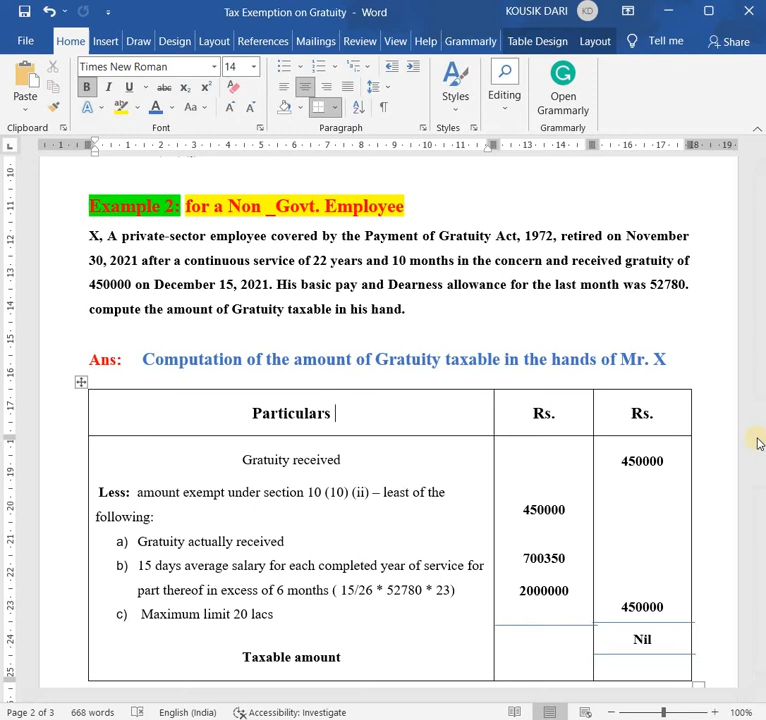 Tax Exemption on Gratuity - Word
KOUSIK DARI
KD
File Home Insert Draw Design Layout References Mailings Review View Help Grammarly Table Design Layout Tell me Share
Times New Roman 14
Paste
B I U abc x2 x2
A A Aa A A
Styles
Editing
Open
Grammarly
Clipboard Font Paragraph Styles Grammarly
Example 2: for a Non _Govt. Employee
X, A private-sector employee covered by the Payment of Gratuity Act, 1972, retired on November
30, 2021 after a continuous service of 22 years and 10 months in the concern and received gratuity of
450000 on December 15, 2021. His basic pay and Dearness allowance for the last month was 52780.
compute the amount of Gratuity taxable in his hand.
Ans: Computation of the amount of Gratuity taxable in the hands of Mr. X
Particulars Rs. Rs.
Gratuity received 450000
Less: amount exempt under section 10 (10) (ii) – least of the
following:
450000
a) Gratuity actually received
700350
b) 15 days average salary for each completed year of service for
part thereof in excess of 6 months ( 15/26 * 52780 * 23)
2000000
c) Maximum limit 20 lacs
450000
Nil
Taxable amount
Page 2 of 3 668 words English (India) Accessibility: Investigate 100%